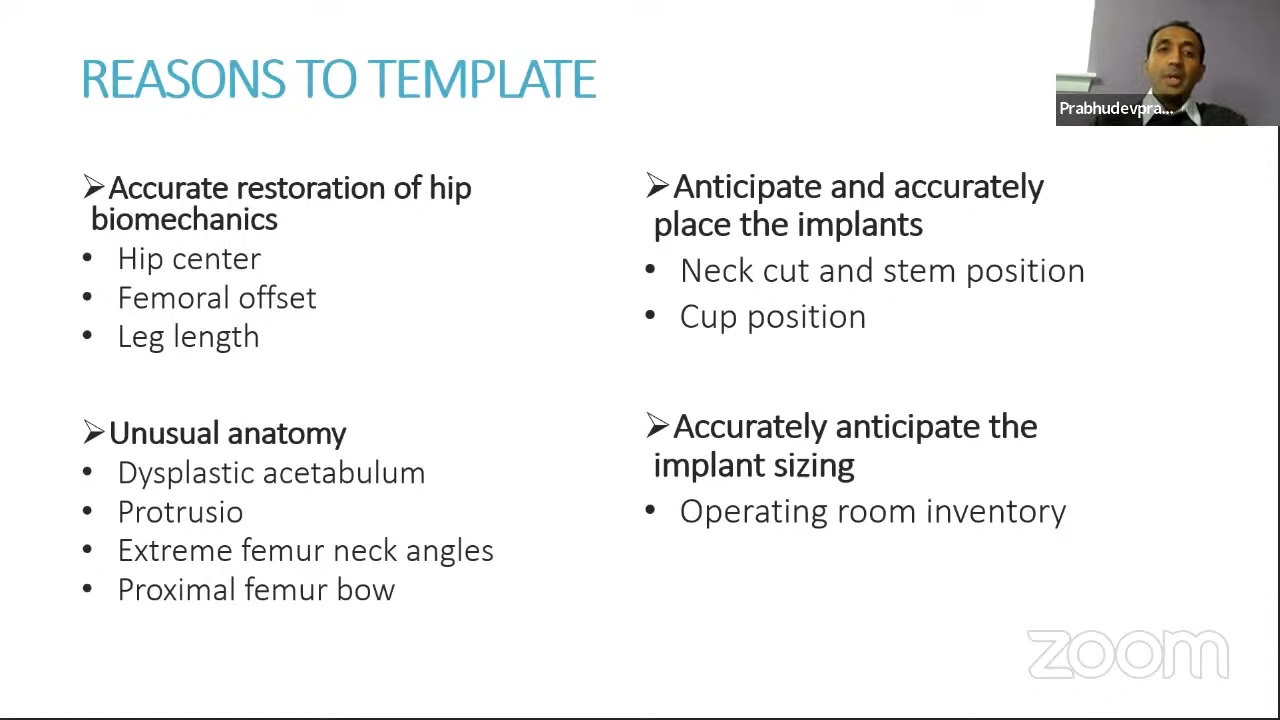 REASONS TO TEMPLATE
Prabhudevpra...
➢Accurate restoration of hip
biomechanics
• Hip center
• Femoral offset
• Leg length
➢Unusual anatomy
• Dysplastic acetabulum
• Protrusio
• Extreme femur neck angles
• Proximal femur bow
➢Anticipate and accurately
place the implants
• Neck cut and stem position
• Cup position
➢Accurately anticipate the
implant sizing
• Operating room inventory
zoom